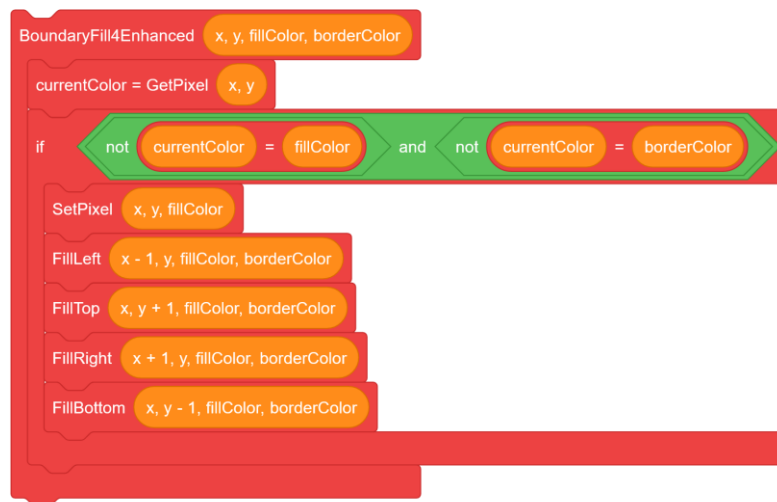 BoundaryFill4Enhanced x, y, fillColor, borderColor
currentColor = GetPixel x, y
if not currentColor = fillColor and not currentColor = borderColor
SetPixel x, y, fillColor
FillLeft x - 1, y, fillColor, borderColor
FillTop x, y + 1, fillColor, borderColor
FillRight x + 1, y, fillColor, borderColor
FillBottom x, y - 1, fillColor, borderColor